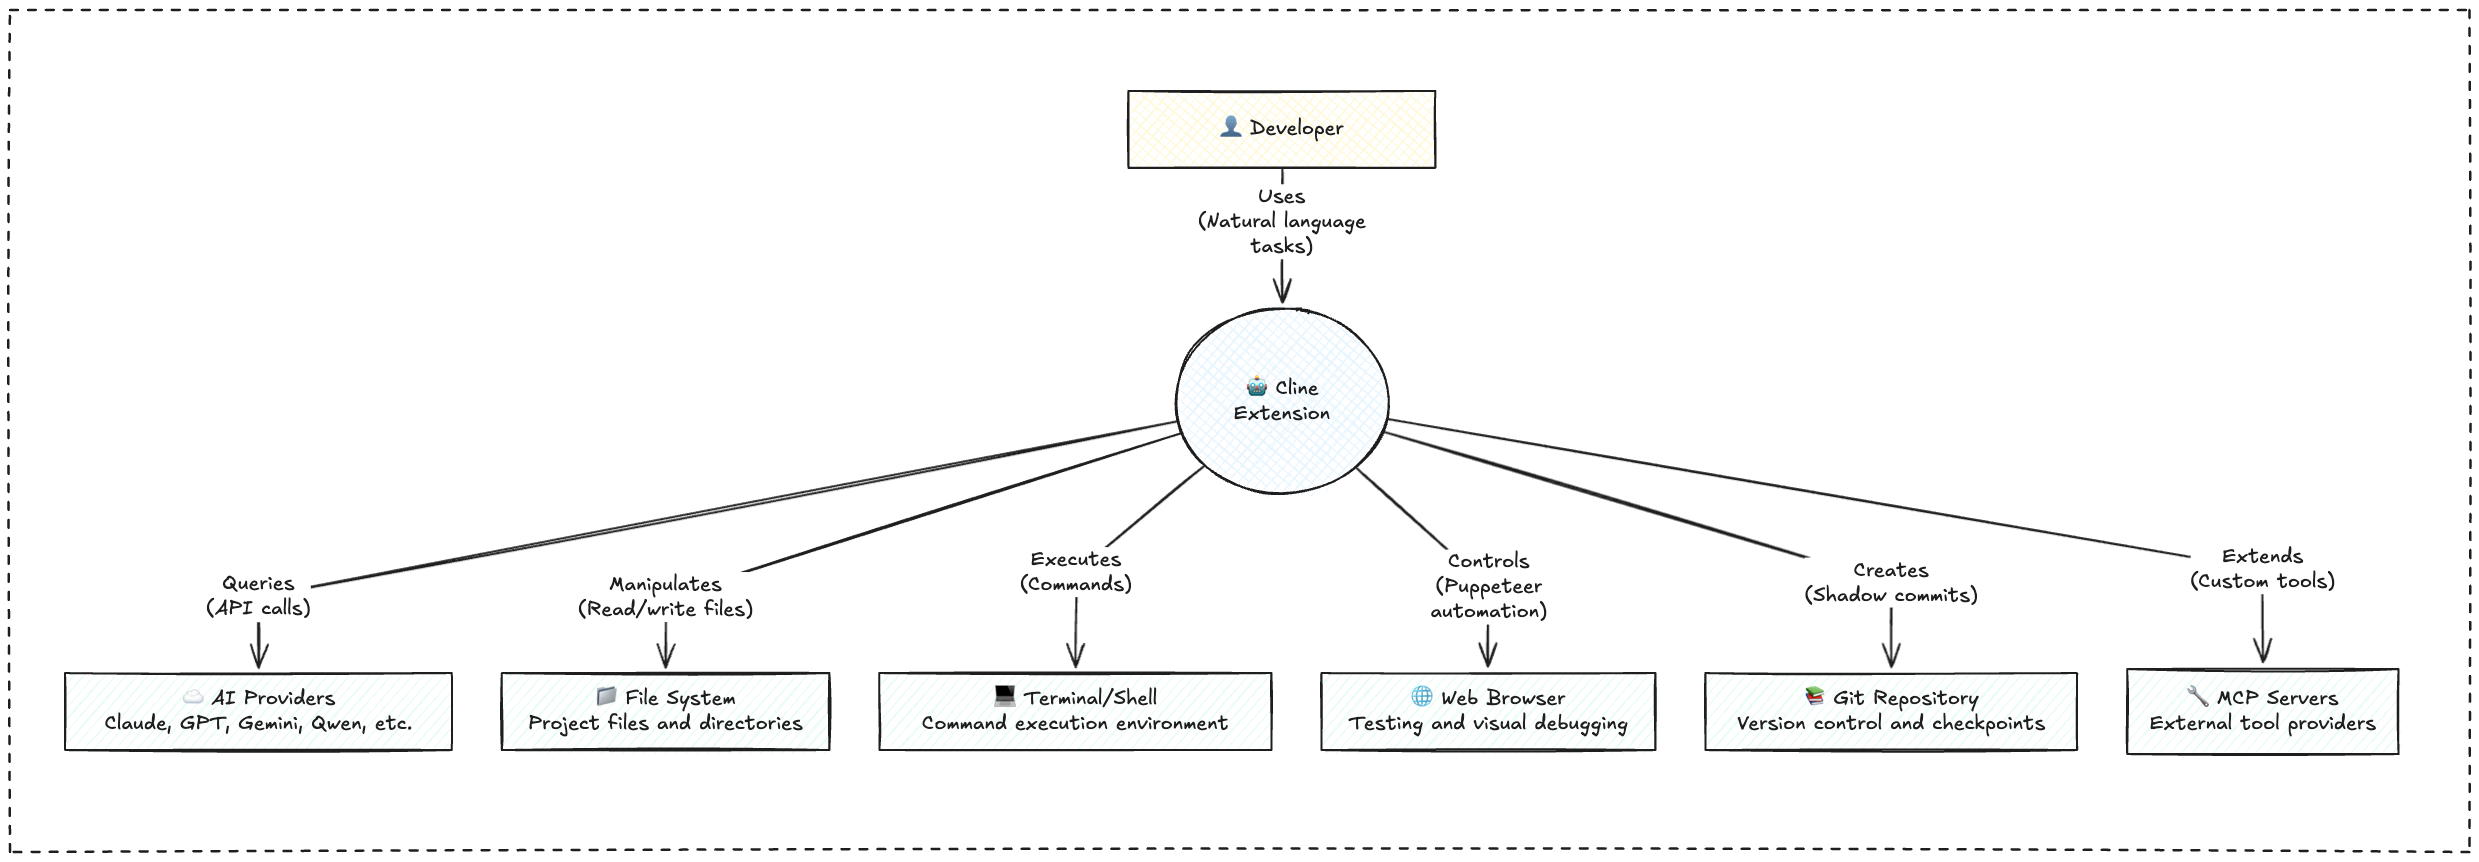 👤 Developer
Uses
(Natural language
tasks)
🤖 Cline
Extension
Queries
(API calls)
Manipulates
(Read/write files)
Executes
(Commands)
Controls
(Puppeteer
automation)
Creates
(Shadow commits)
Extends
(Custom tools)
☁️ AI Providers
Claude, GPT, Gemini, Qwen, etc.
📁 File System
Project files and directories
💻 Terminal/Shell
Command execution environment
🌐 Web Browser
Testing and visual debugging
📚 Git Repository
Version control and checkpoints
🔧 MCP Servers
External tool providers